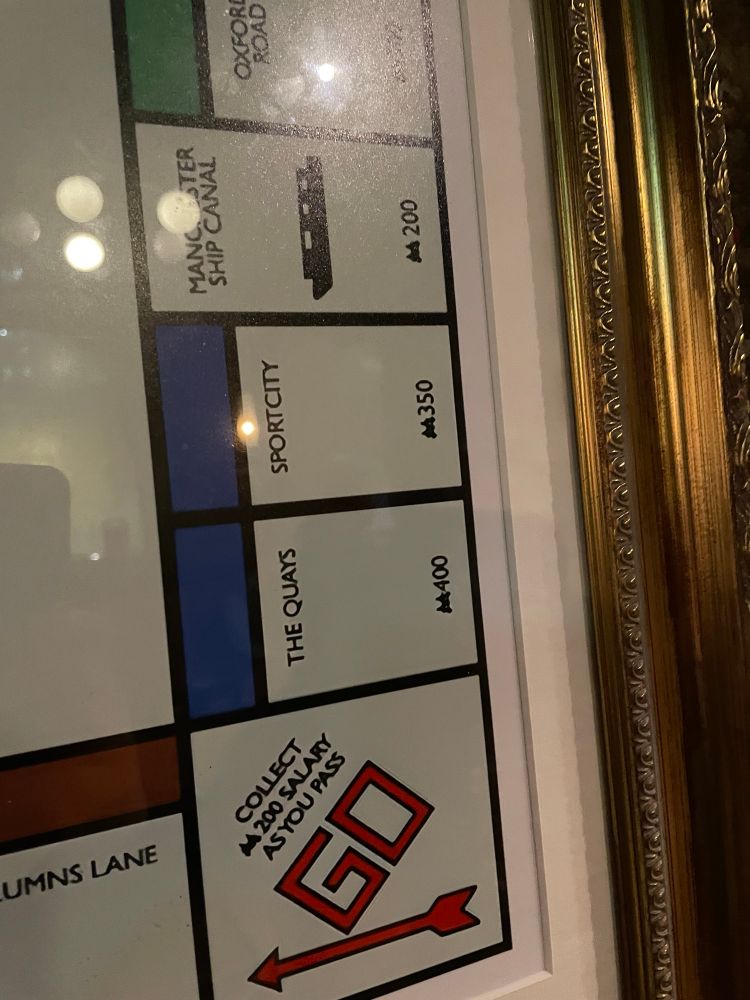 OXFORD
ROAD
MANCHESTER
SHIP CANAL
200
SPORTCITY
350
THE QUAYS
400
COLLECT
200 SALARY
AS YOU PASS
GO
LUMNS LANE